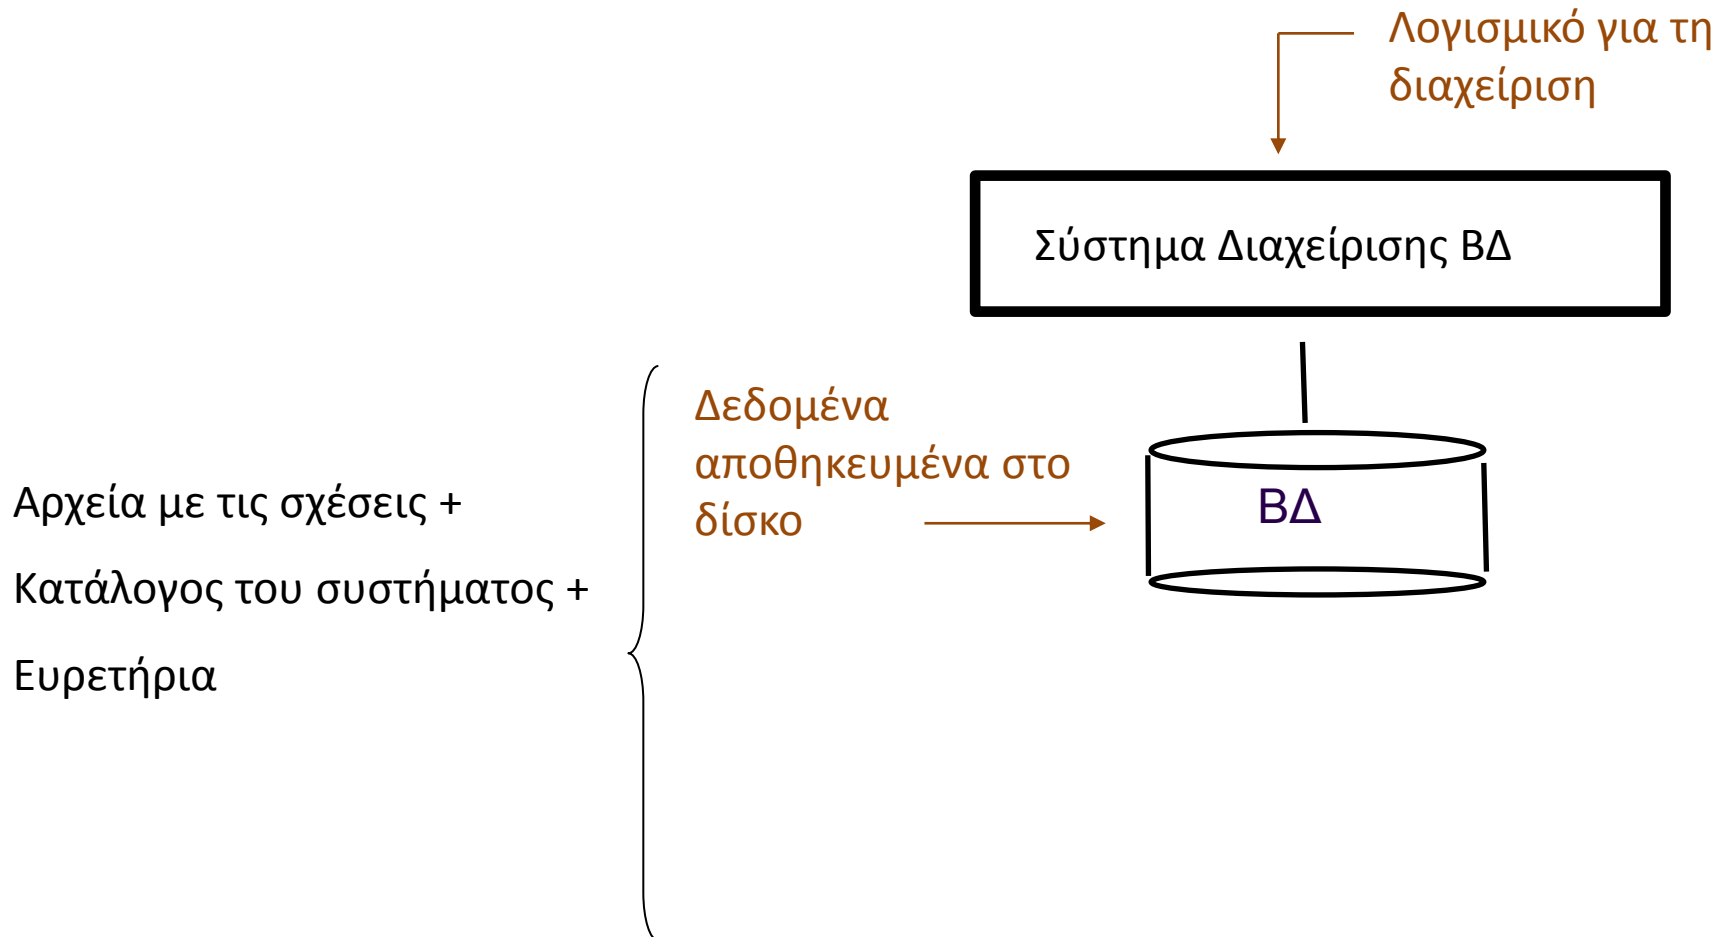 Λογισμικό για τη
διαχείριση
Σύστημα Διαχείρισης ΒΔ
Δεδομένα
αποθηκευμένα στο
δίσκο
ΒΔ
Αρχεία με τις σχέσεις +
Κατάλογος του συστήματος +
Ευρετήρια